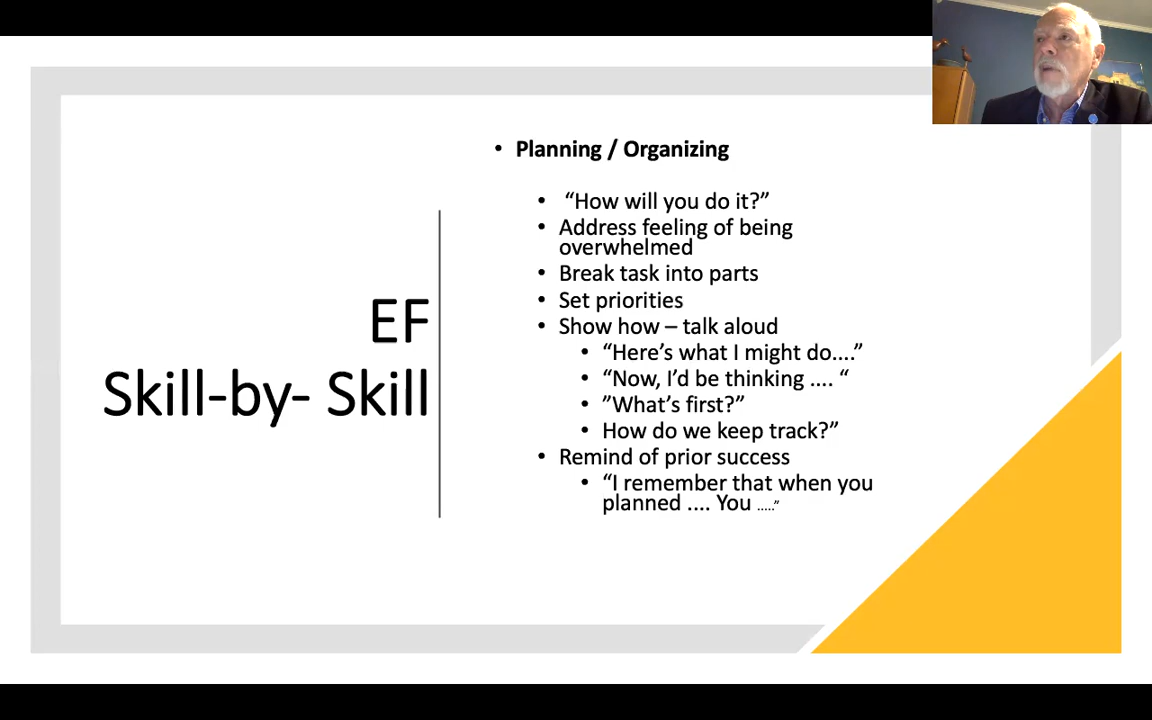 EF
Skill-by- Skill
• Planning / Organizing
• “How will you do it?”
• Address feeling of being
overwhelmed
• Break task into parts
• Set priorities
• Show how – talk aloud
• “Here’s what I might do....”
• “Now, I’d be thinking .... “
• ”What’s first?”
• How do we keep track?”
• Remind of prior success
• “I remember that when you
planned .... You .....”